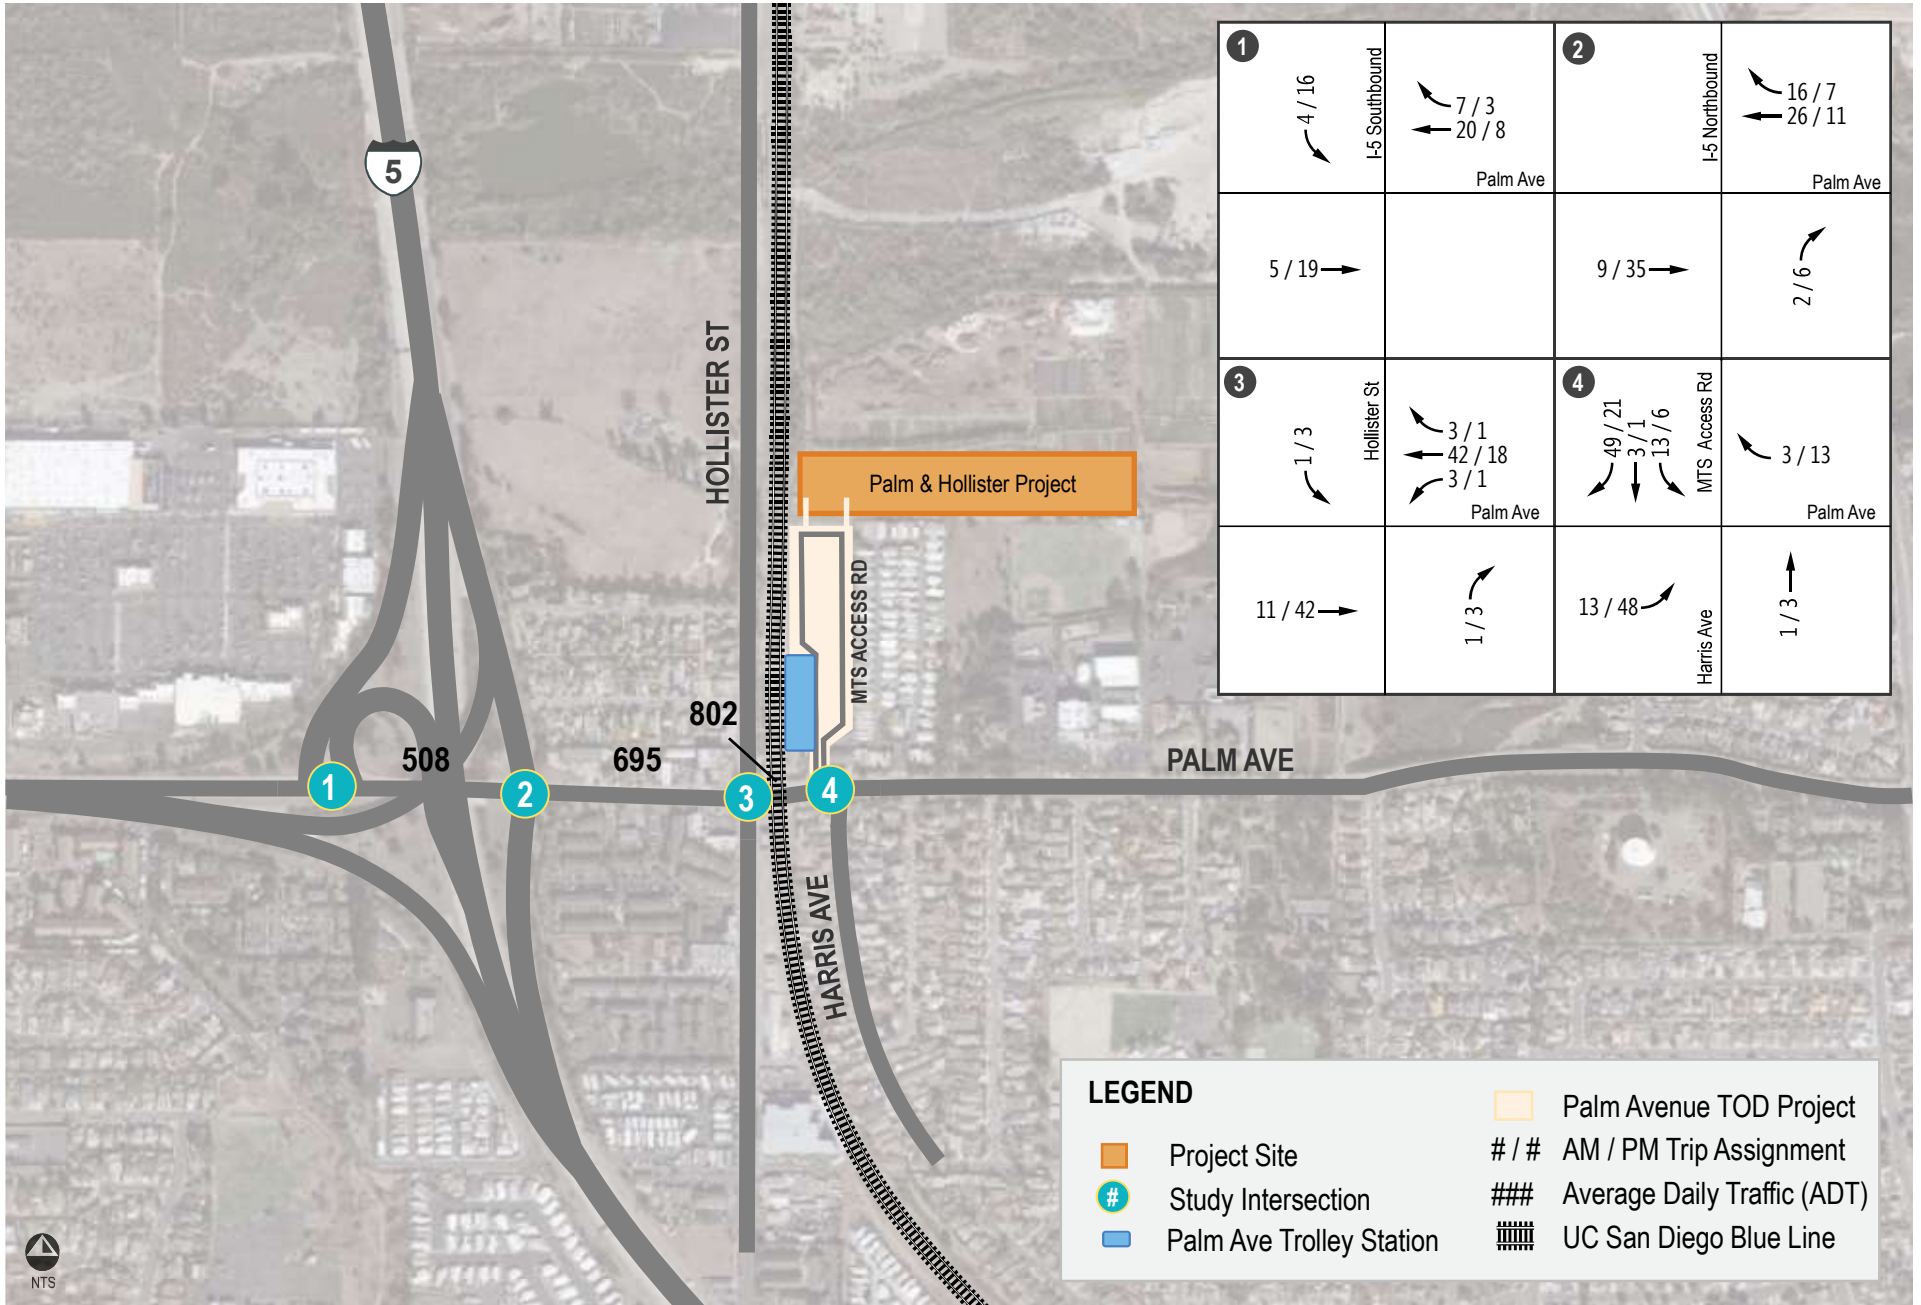 5
HOLLISTER ST
Palm & Hollister Project
MTS ACCESS RD
802
508
695
PALM AVE
1
2
3
4
HARRIS AVE
NTS
1
4 / 16
I-5 Southbound
7 / 3
20 / 8
Palm Ave
5 / 19
2
I-5 Northbound
16 / 7
26 / 11
Palm Ave
9 / 35
2 / 6
3
1 / 3
Hollister St
3 / 1
42 / 18
3 / 1
Palm Ave
11 / 42
1 / 3
4
49 / 21
3 / 1
13 / 6
MTS Access Rd
3 / 13
Palm Ave
13 / 48
Harris Ave
1 / 3
LEGEND
Project Site
# Study Intersection
Palm Ave Trolley Station
Palm Avenue TOD Project
# / # AM / PM Trip Assignment
### Average Daily Traffic (ADT)
UC San Diego Blue Line